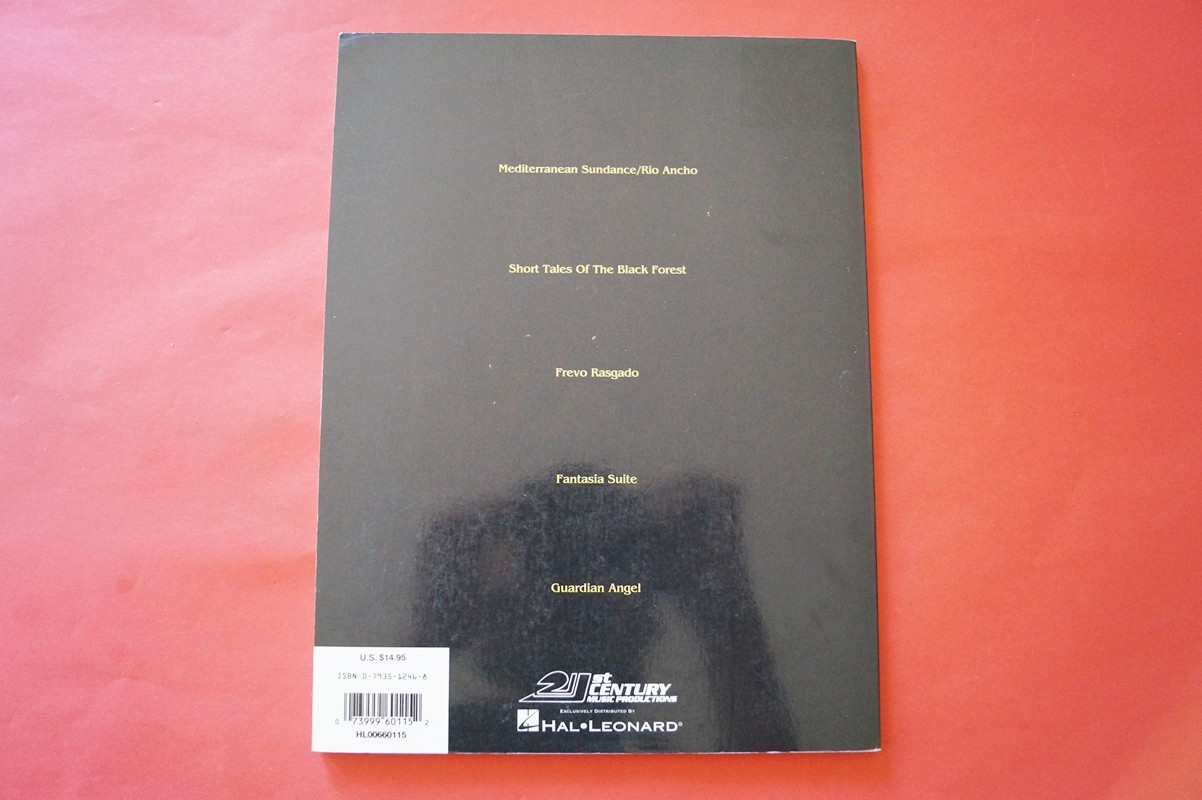 Mediterranean Sundance/Rio Ancho
Short Tales Of The Black Forest
Frevo Rasgado
Fantasia Suite
Guardian Angel
U.S. $14.95
ISBN 0-7935-1246-8
0 73999 60115 2
HL00660115
21st CENTURY
MUSIC PRODUCTIONS
EXCLUSIVELY DISTRIBUTED BY
HAL•LEONARD®